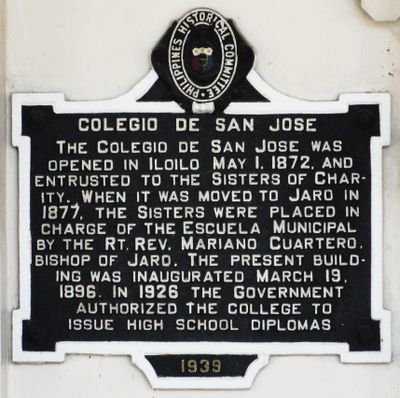 PHILIPPINES HISTORICAL COMMITTEE
COLEGIO DE SAN JOSE
THE COLEGIO DE SAN JOSE WAS
OPENED IN ILOILO MAY 1, 1872, AND
ENTRUSTED TO THE SISTERS OF CHAR-
ITY. WHEN IT WAS MOVED TO JARO IN
1877, THE SISTERS WERE PLACED IN
CHARGE OF THE ESCUELA MUNICIPAL
BY THE RT. REV. MARIANO CUARTERO,
BISHOP OF JARO. THE PRESENT BUILD-
ING WAS INAUGURATED MARCH 19,
1896. IN 1926 THE GOVERNMENT
AUTHORIZED THE COLLEGE TO
ISSUE HIGH SCHOOL DIPLOMAS
1939